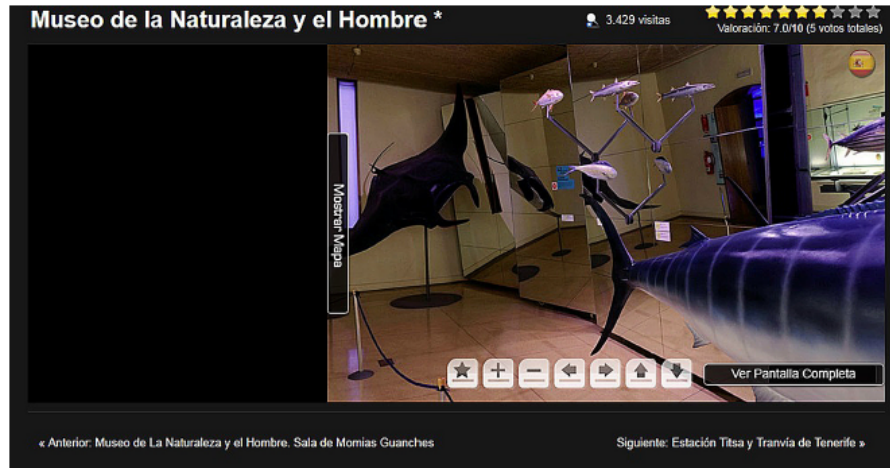 Museo de la Naturaleza y el Hombre *
3.429 visitas
Valoración: 7.0/10 (5 votos totales)
Mostrar Mapa
Ver Pantalla Completa
« Anterior: Museo de La Naturaleza y el Hombre. Sala de Momias Guanches
Siguiente: Estación Titsa y Tranvía de Tenerife »